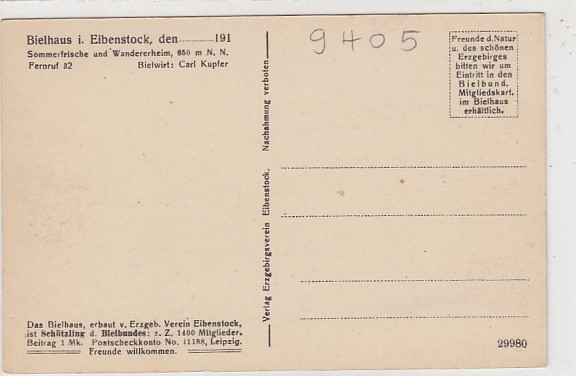 Bielhaus i. Eibenstock, den ............ 191
Sommerfrische und Wandererheim, 650 m N. N.
Fernruf 82 Bielwirt: Carl Kupfer
9405
Freunde d. Natur
u. des schönen
Erzgebirges
bitten wir um
Eintritt in den
Bielbund.
Mitgliedskart.
im Bielhaus
erhältlich.
Verlag Erzgebirgsverein Eibenstock. Nachahmung verboten.
Das Bielhaus, erbaut v. Erzgeb. Verein Eibenstock,
ist Schützling d. Bielbundes: z. Z. 1400 Mitglieder.
Beitrag 1 Mk. Postscheckkonto No. 11188, Leipzig.
Freunde willkommen.
29980